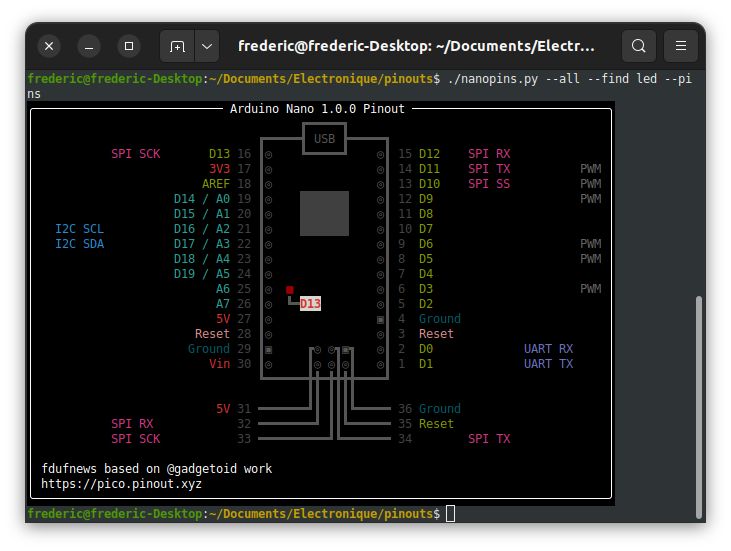 frederic@frederic-Desktop: ~/Documents/Electr...
frederic@frederic-Desktop:~/Documents/Electronique/pinouts$ ./nanopins.py --all --find led --pi
ns
Arduino Nano 1.0.0 Pinout
USB
SPI SCK D13 16 ◎ ◎ 15 D12 SPI RX
3V3 17 ◎ ◎ 14 D11 SPI TX PWM
AREF 18 ◎ ◎ 13 D10 SPI SS PWM
D14 / A0 19 ◎ ◎ 12 D9 PWM
D15 / A1 20 ◎ ◎ 11 D8
I2C SCL D16 / A2 21 ◎ ◎ 10 D7
I2C SDA D17 / A3 22 ◎ ◎ 9 D6 PWM
D18 / A4 23 ◎ ◎ 8 D5 PWM
D19 / A5 24 ◎ ◎ 7 D4
A6 25 ◎ ◎ 6 D3 PWM
A7 26 ◎ D13 ◎ 5 D2
5V 27 ◎ ▣ 4 Ground
Reset 28 ◎ ◎ 3 Reset
Ground 29 ▣ ◎ ◎ ▣ ◎ 2 D0 UART RX
Vin 30 ◎ ◎ ◎ ◎ ◎ 1 D1 UART TX
5V 31 36 Ground
SPI RX 32 35 Reset
SPI SCK 33 34 SPI TX
fdufnews based on @gadgetoid work
https://pico.pinout.xyz
frederic@frederic-Desktop:~/Documents/Electronique/pinouts$